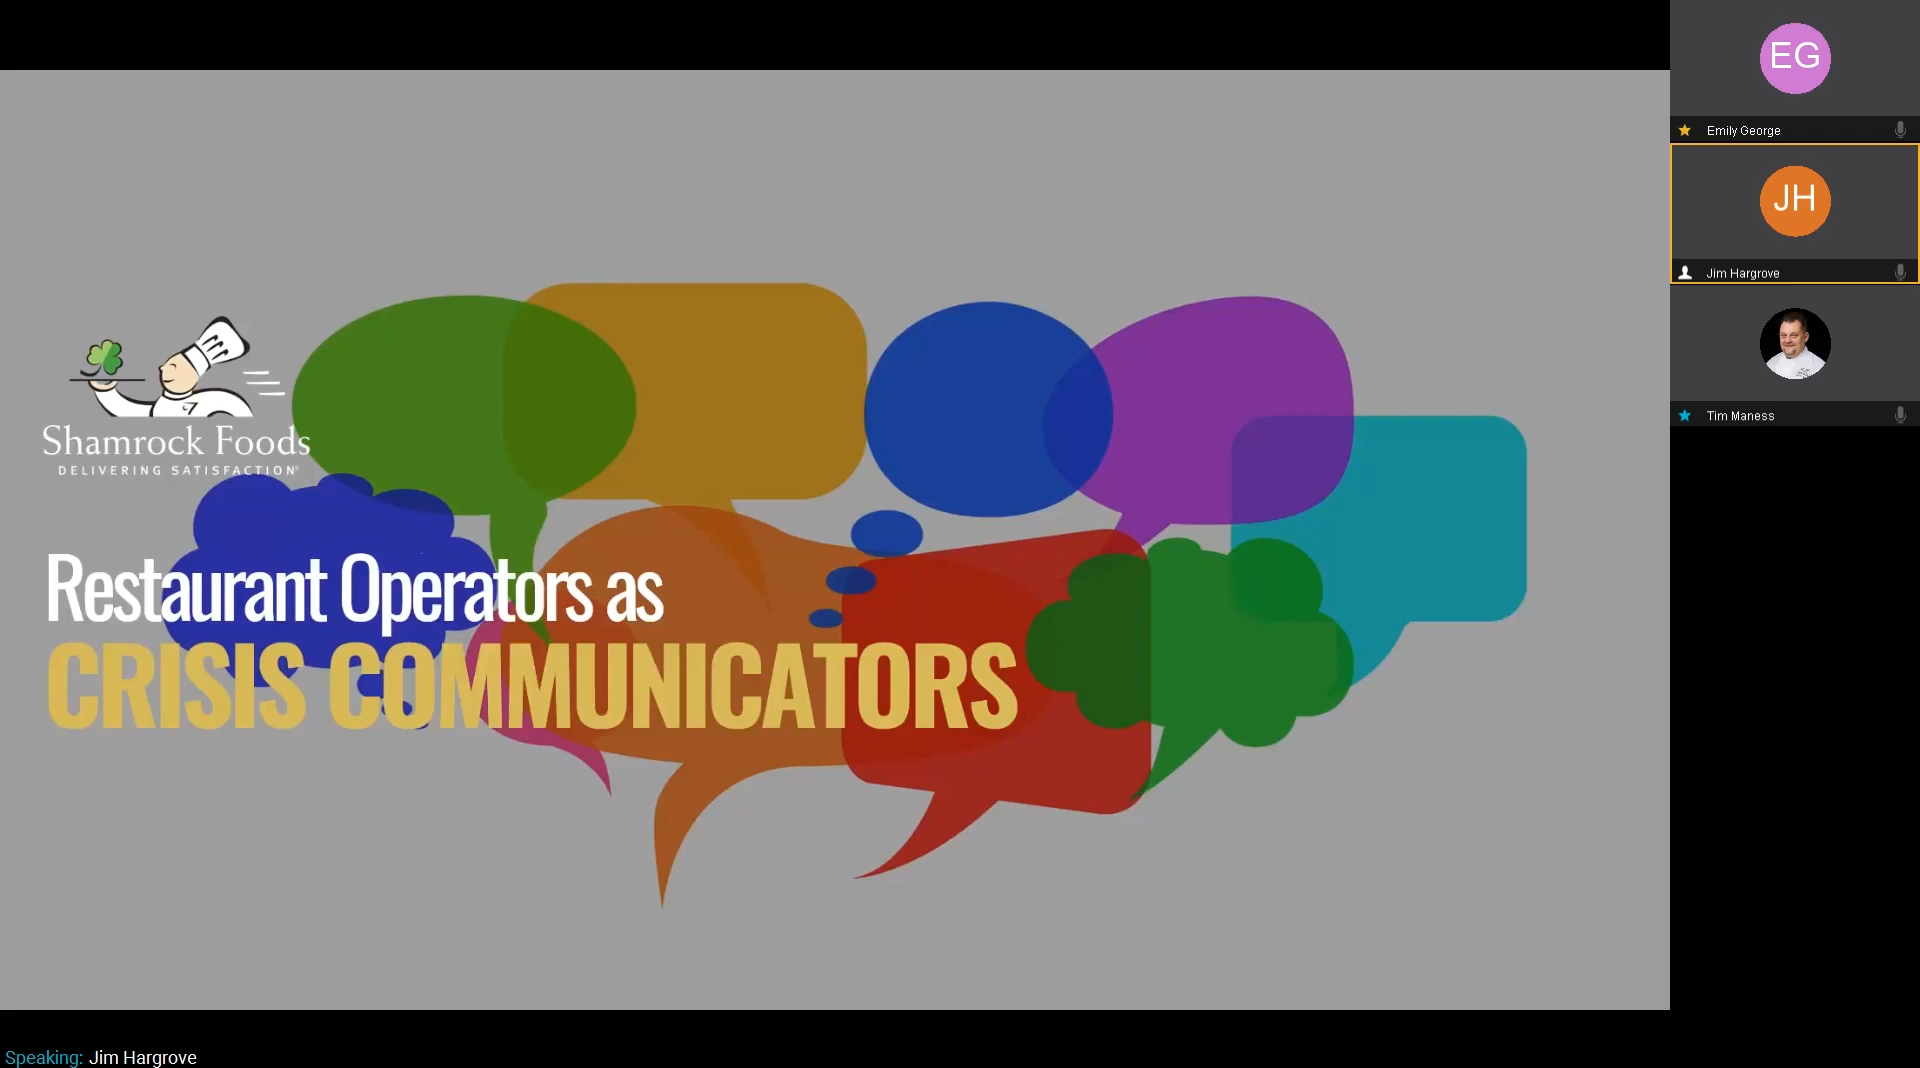 Shamrock Foods
DELIVERING SATISFACTION®
Restaurant Operators as
CRISIS COMMUNICATORS
EG
Emily George
JH
Jim Hargrove
Tim Maness
Speaking: Jim Hargrove